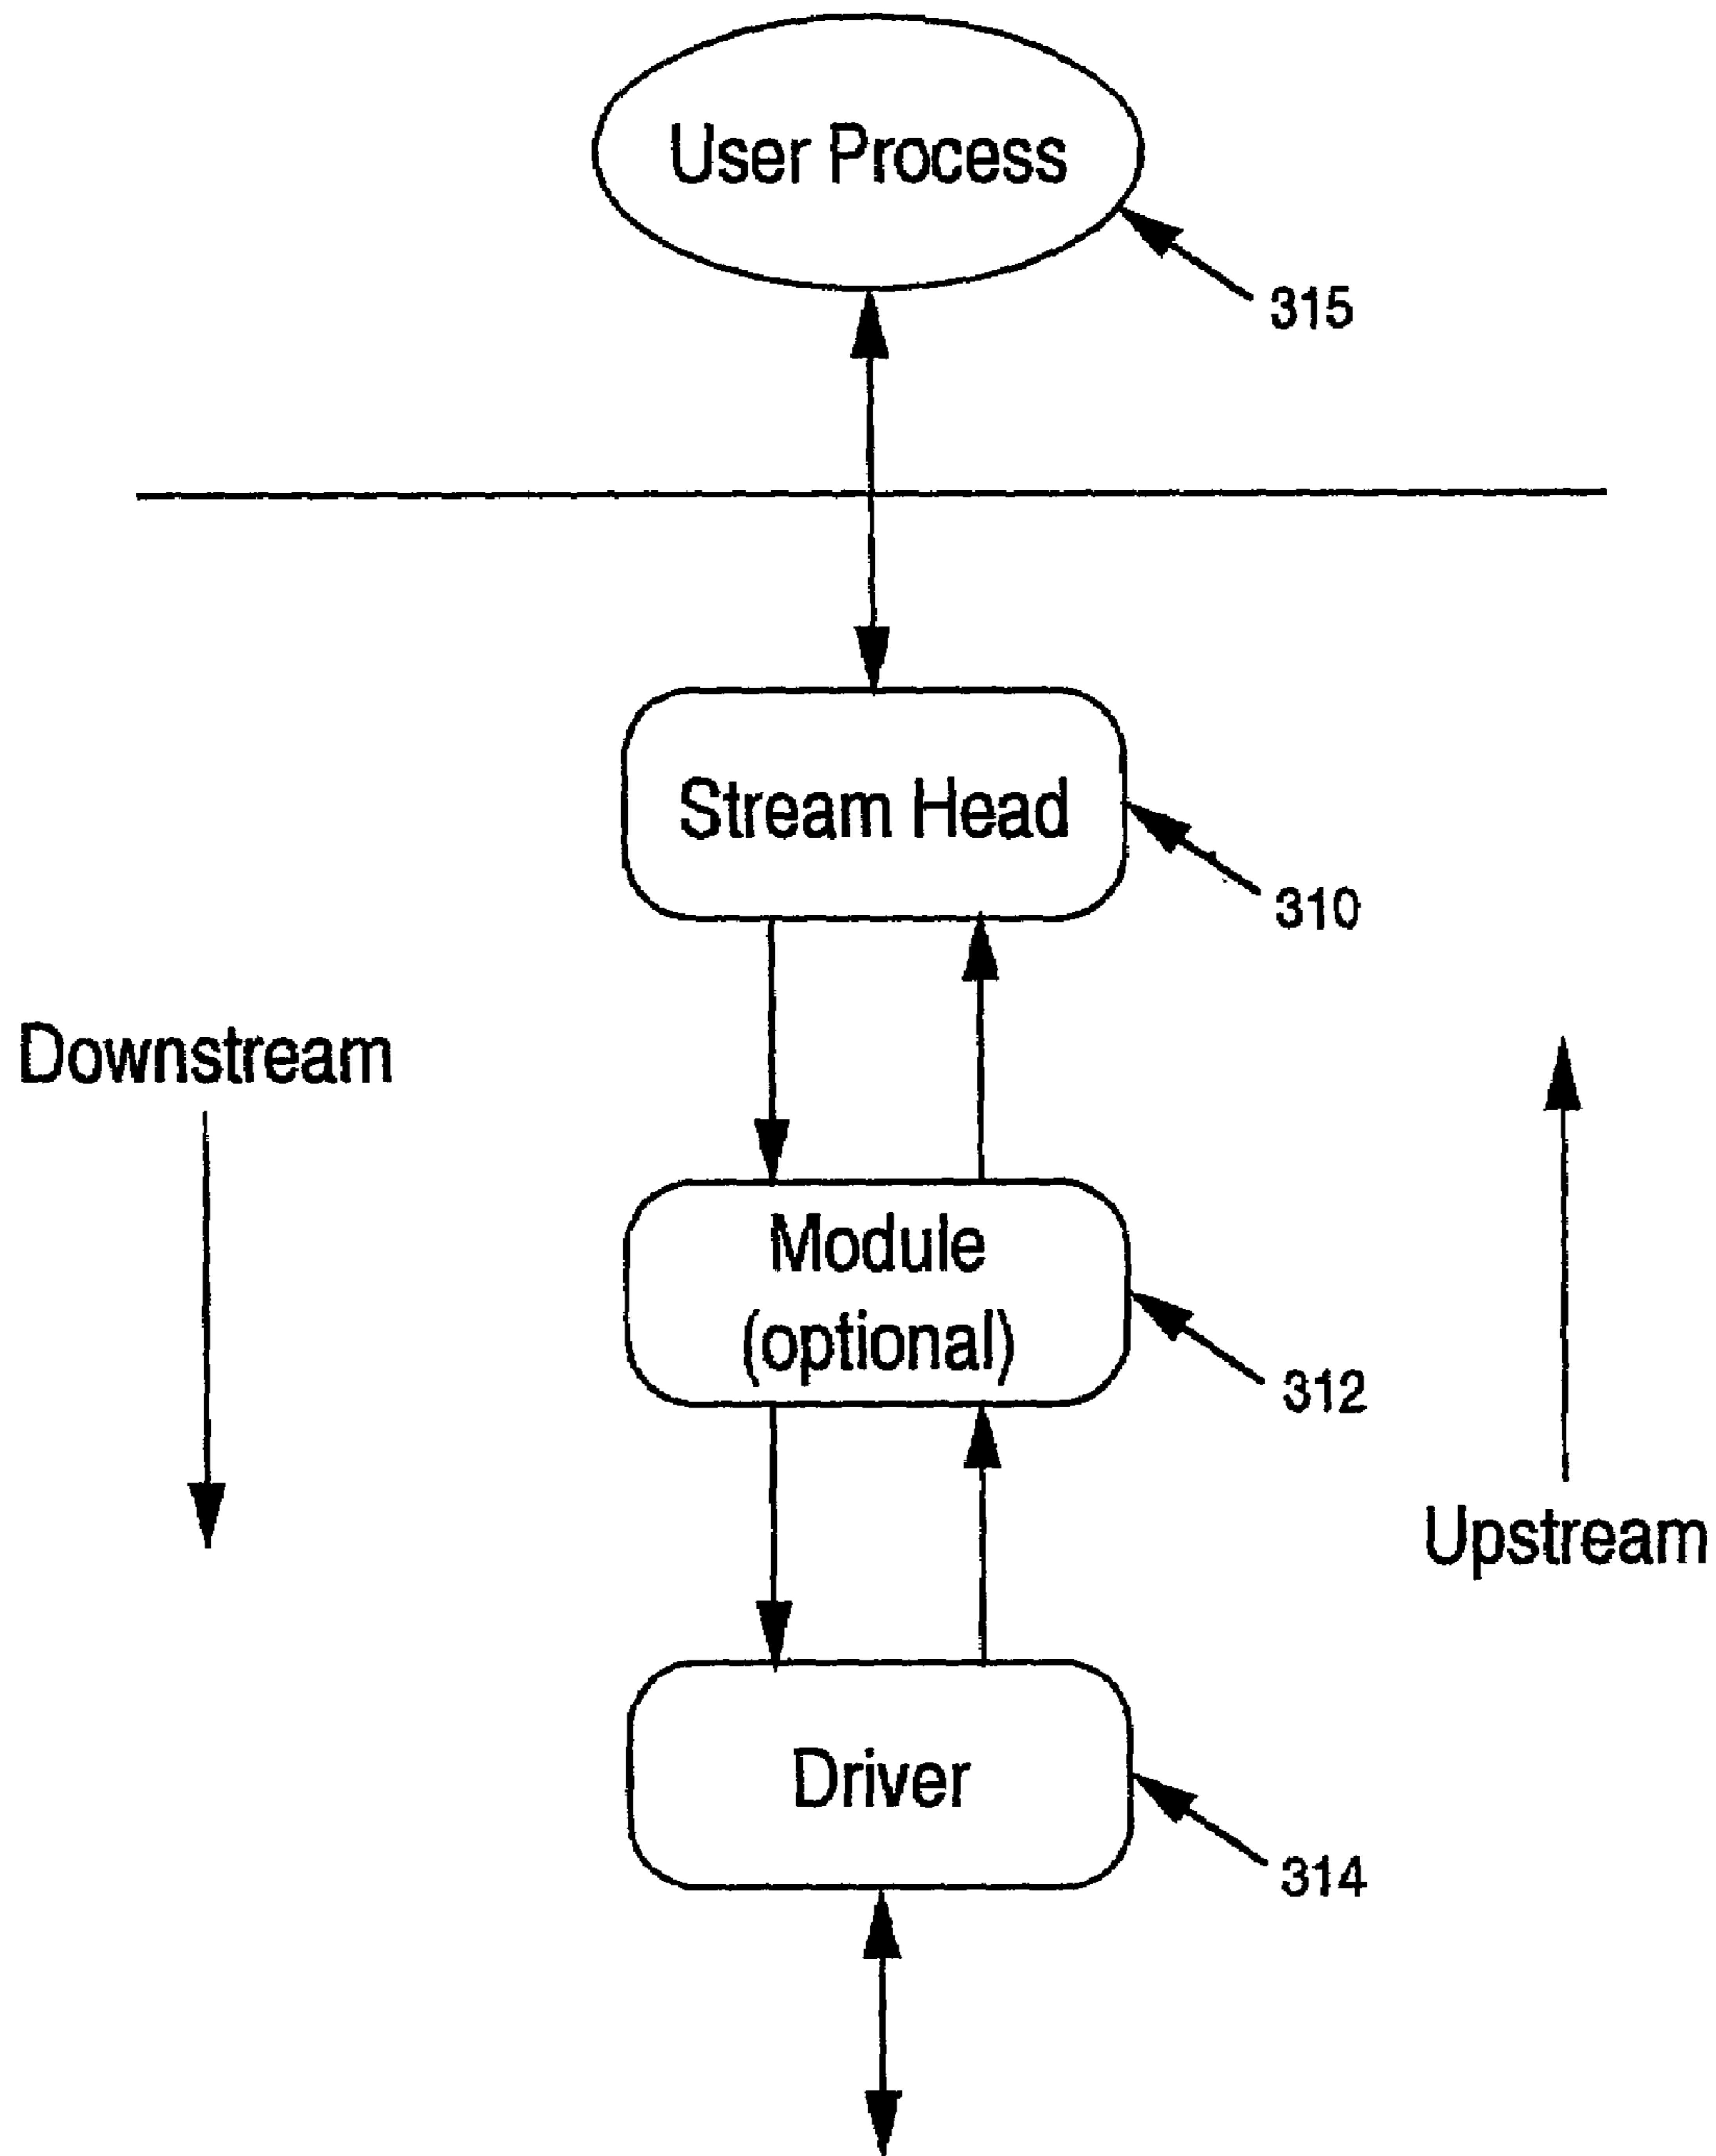 User Process
315
Stream Head
310
Downstream
Module
(optional)
312
Upstream
Driver
314